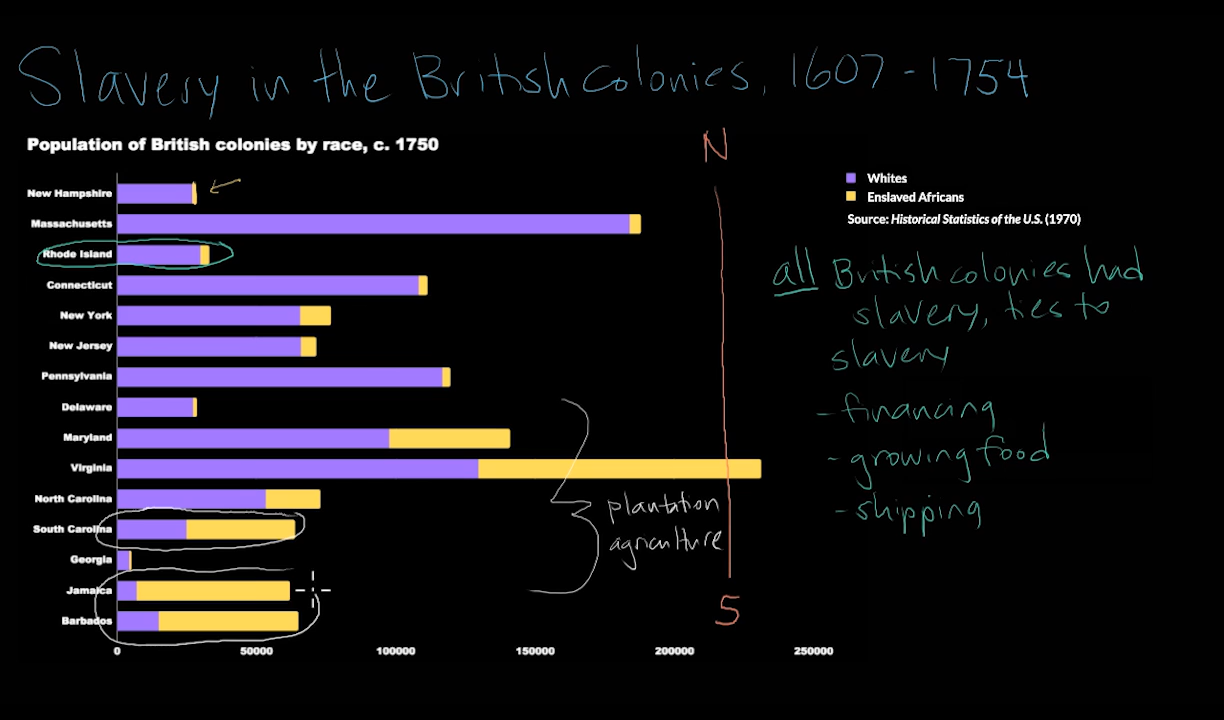 Slavery in the British colonies, 1607-1754
Population of British colonies by race, c. 1750
N
Whites
Enslaved Africans
Source: Historical Statistics of the U.S. (1970)
New Hampshire
Massachusetts
Rhode Island
Connecticut
New York
New Jersey
Pennsylvania
Delaware
Maryland
Virginia
North Carolina
South Carolina
Georgia
Jamaica
Barbados
0 50000 100000 150000 200000 250000
plantation
agriculture
S
all British colonies had
slavery, ties to
slavery
- financing
- growing food
- shipping